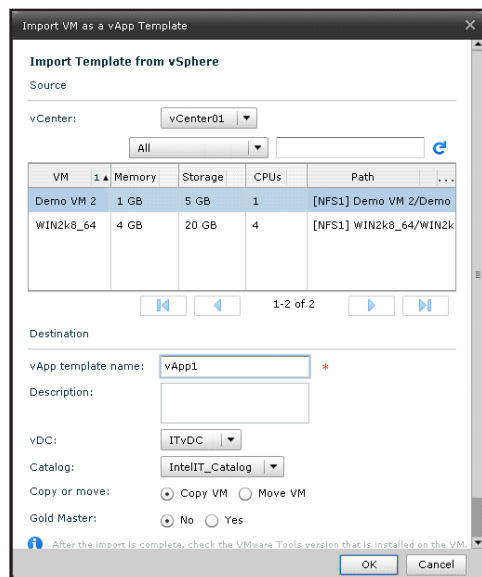 Import VM as a vApp Template
Import Template from vSphere
Source
vCenter: vCenter01
All
VM 1 Memory Storage CPUs Path ...
Demo VM 2 1 GB 5 GB 1 [NFS1] Demo VM 2/Demo
WIN2k8_64 4 GB 20 GB 4 [NFS1] WIN2k8_64/WIN2k
1-2 of 2
Destination
vApp template name: vApp1 *
Description:
vDC: ITvDC
Catalog: IntelIT_Catalog
Copy or move: Copy VM Move VM
Gold Master: No Yes
After the import is complete, check the VMware Tools version that is installed on the VM.
OK Cancel